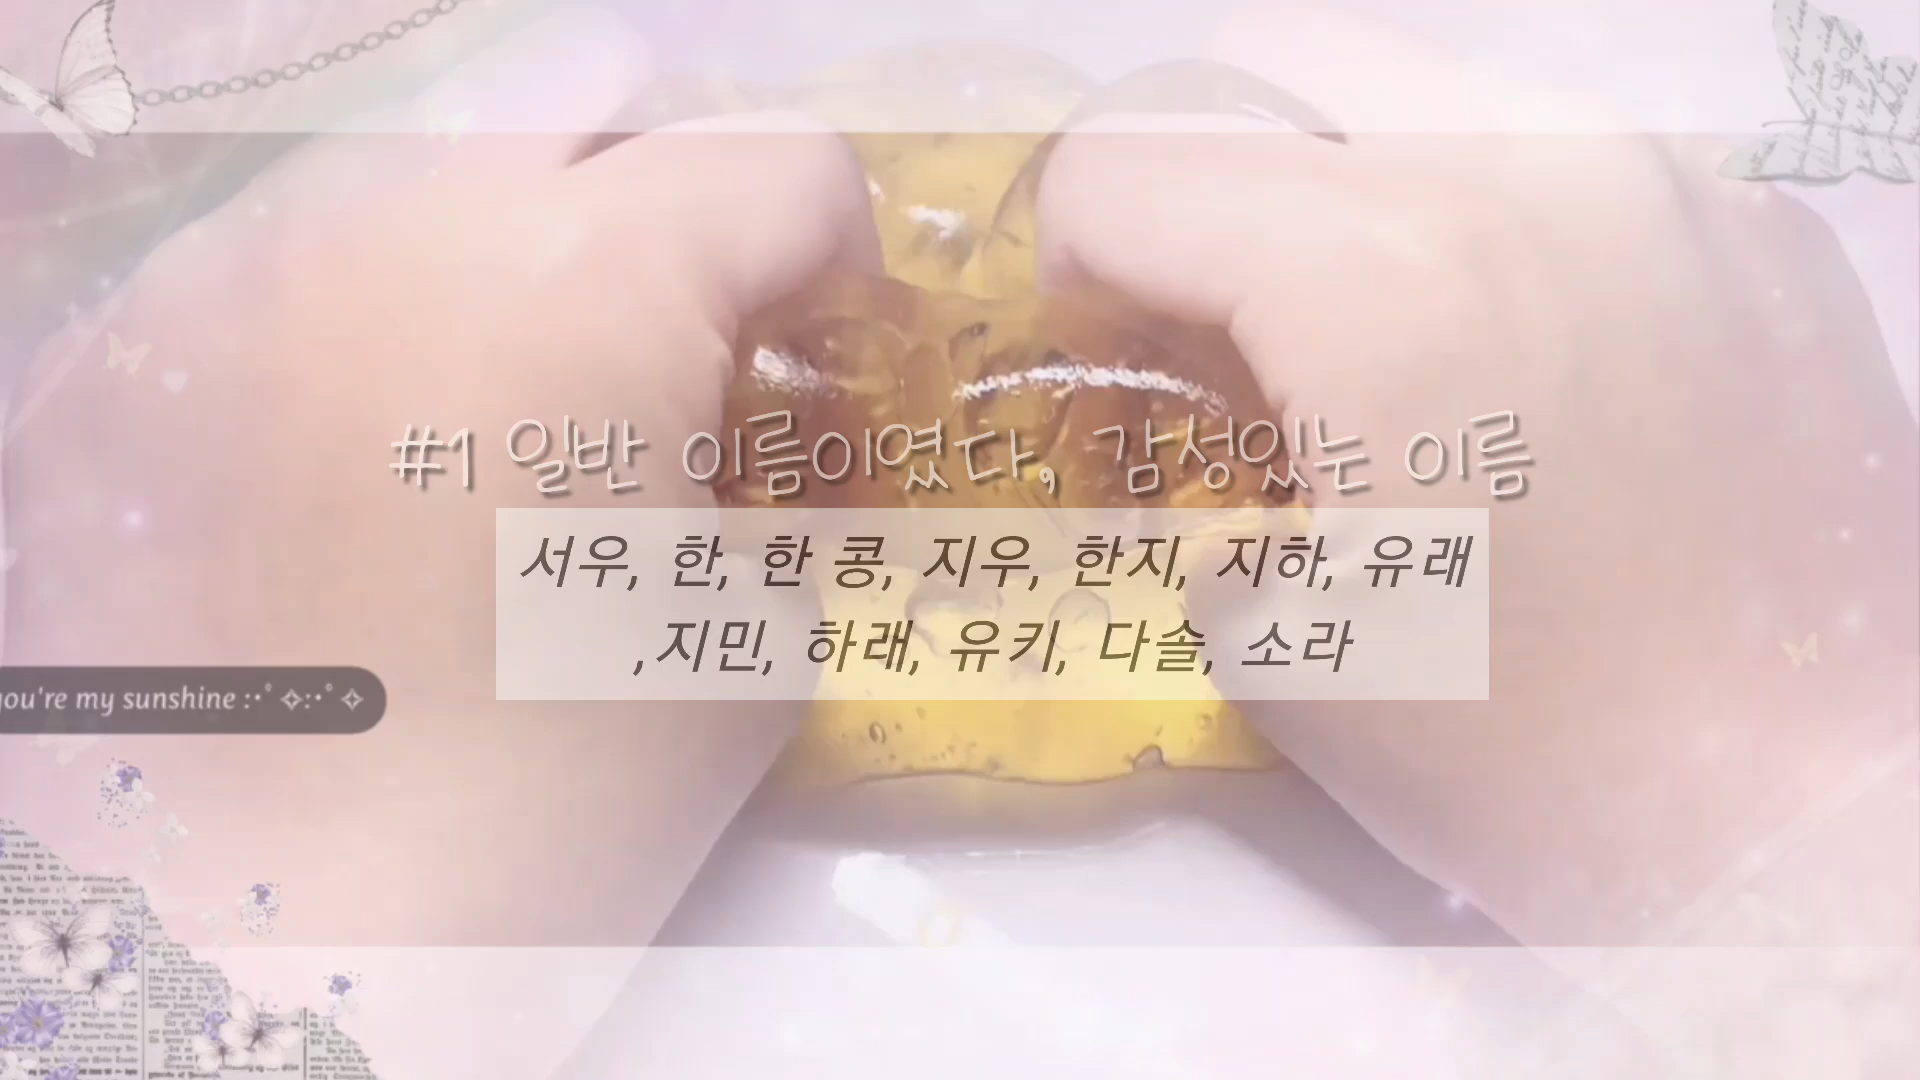 #1 일반 이름이였다, 감성있는 이름
서우, 한, 한 콩, 지우, 한지, 지하, 유래
,지민, 하래, 유키, 다솔, 소라
you're my sunshine :･ﾟ✧:･ﾟ✧